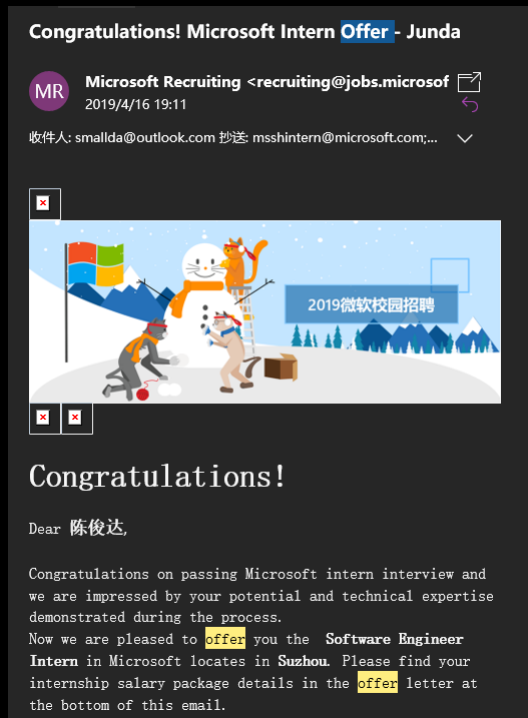 Congratulations! Microsoft Intern Offer - Junda
MR
Microsoft Recruiting <recruiting@jobs.microsof
2019/4/16 19:11
收件人: smallda@outlook.com 抄送: msshintern@microsoft.com;...
2019微软校园招聘
Congratulations!
Dear 陈俊达,
Congratulations on passing Microsoft intern interview and
we are impressed by your potential and technical expertise
demonstrated during the process.
Now we are pleased to offer you the Software Engineer
Intern in Microsoft locates in Suzhou. Please find your
internship salary package details in the offer letter at
the bottom of this email.